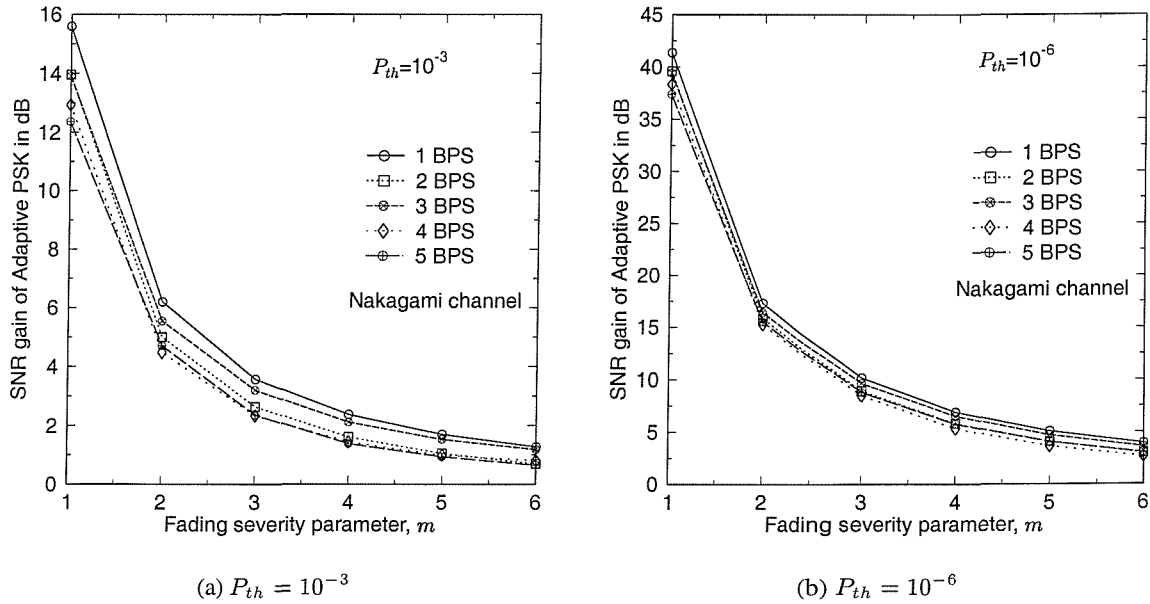 16
14
12
10
8
6
4
2
0
SNR gain of Adaptive PSK in dB
P_th=10^-3
1 BPS
2 BPS
3 BPS
4 BPS
5 BPS
Nakagami channel
1 2 3 4 5 6
Fading severity parameter, m
(a) P_th = 10^-3
45
40
35
30
25
20
15
10
5
0
SNR gain of Adaptive PSK in dB
P_th=10^-6
1 BPS
2 BPS
3 BPS
4 BPS
5 BPS
Nakagami channel
1 2 3 4 5 6
Fading severity parameter, m
(b) P_th = 10^-6